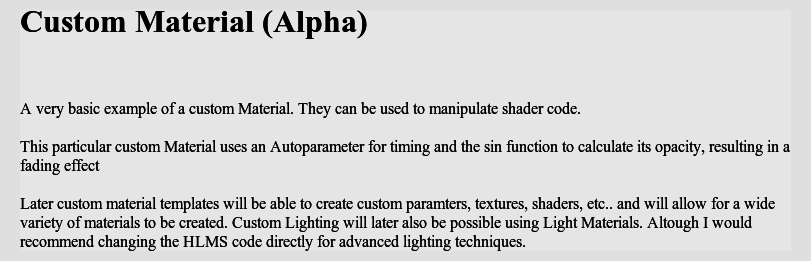 Custom Material (Alpha)
A very basic example of a custom Material. They can be used to manipulate shader code.
This particular custom Material uses an Autoparameter for timing and the sin function to calculate its opacity, resulting in a
fading effect
Later custom material templates will be able to create custom paramters, textures, shaders, etc.. and will allow for a wide
variety of materials to be created. Custom Lighting will later also be possible using Light Materials. Altough I would
recommend changing the HLMS code directly for advanced lighting techniques.